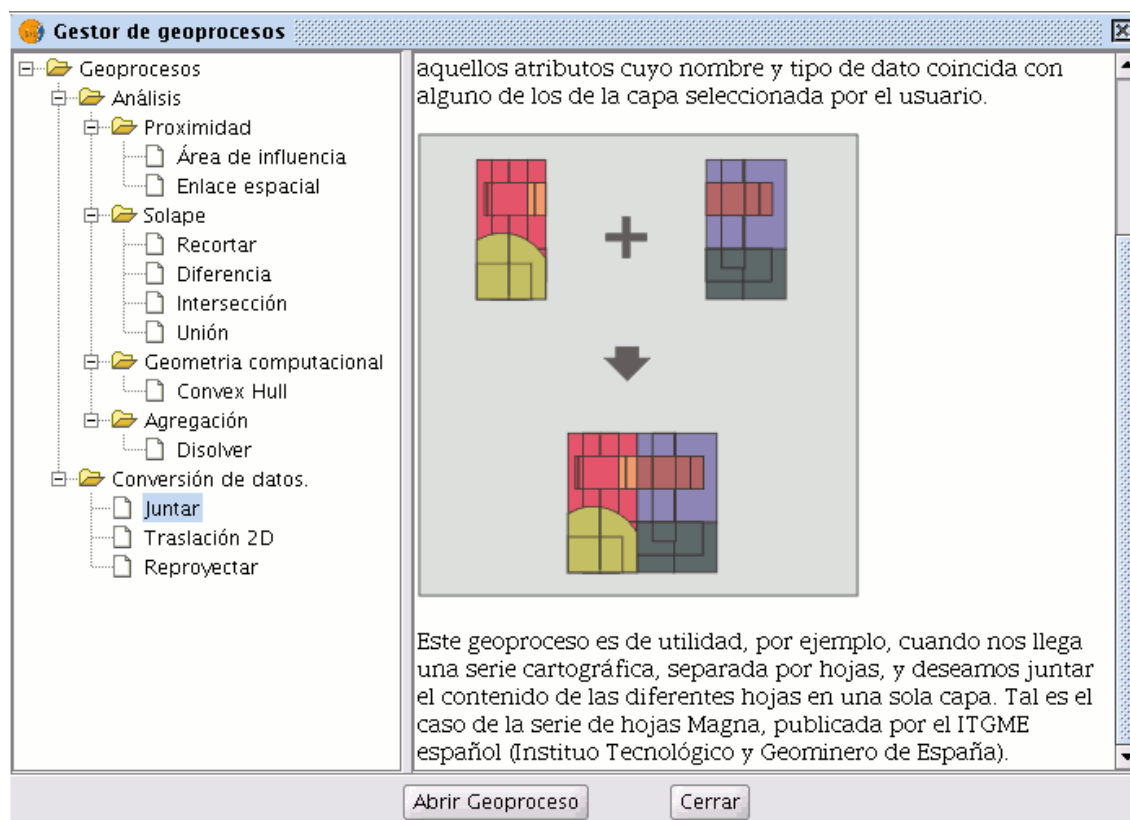 Gestor de geoprocesos
Geoprocesos
Análisis
Proximidad
Área de influencia
Enlace espacial
Solape
Recortar
Diferencia
Intersección
Unión
Geometria computacional
Convex Hull
Agregación
Disolver
Conversión de datos.
Juntar
Traslación 2D
Reproyectar
aquellos atributos cuyo nombre y tipo de dato coincida con
alguno de los de la capa seleccionada por el usuario.
Este geoproceso es de utilidad, por ejemplo, cuando nos llega
una serie cartográfica, separada por hojas, y deseamos juntar
el contenido de las diferentes hojas en una sola capa. Tal es el
caso de la serie de hojas Magna, publicada por el ITGME
español (Instituo Tecnológico y Geominero de España).
Abrir Geoproceso
Cerrar